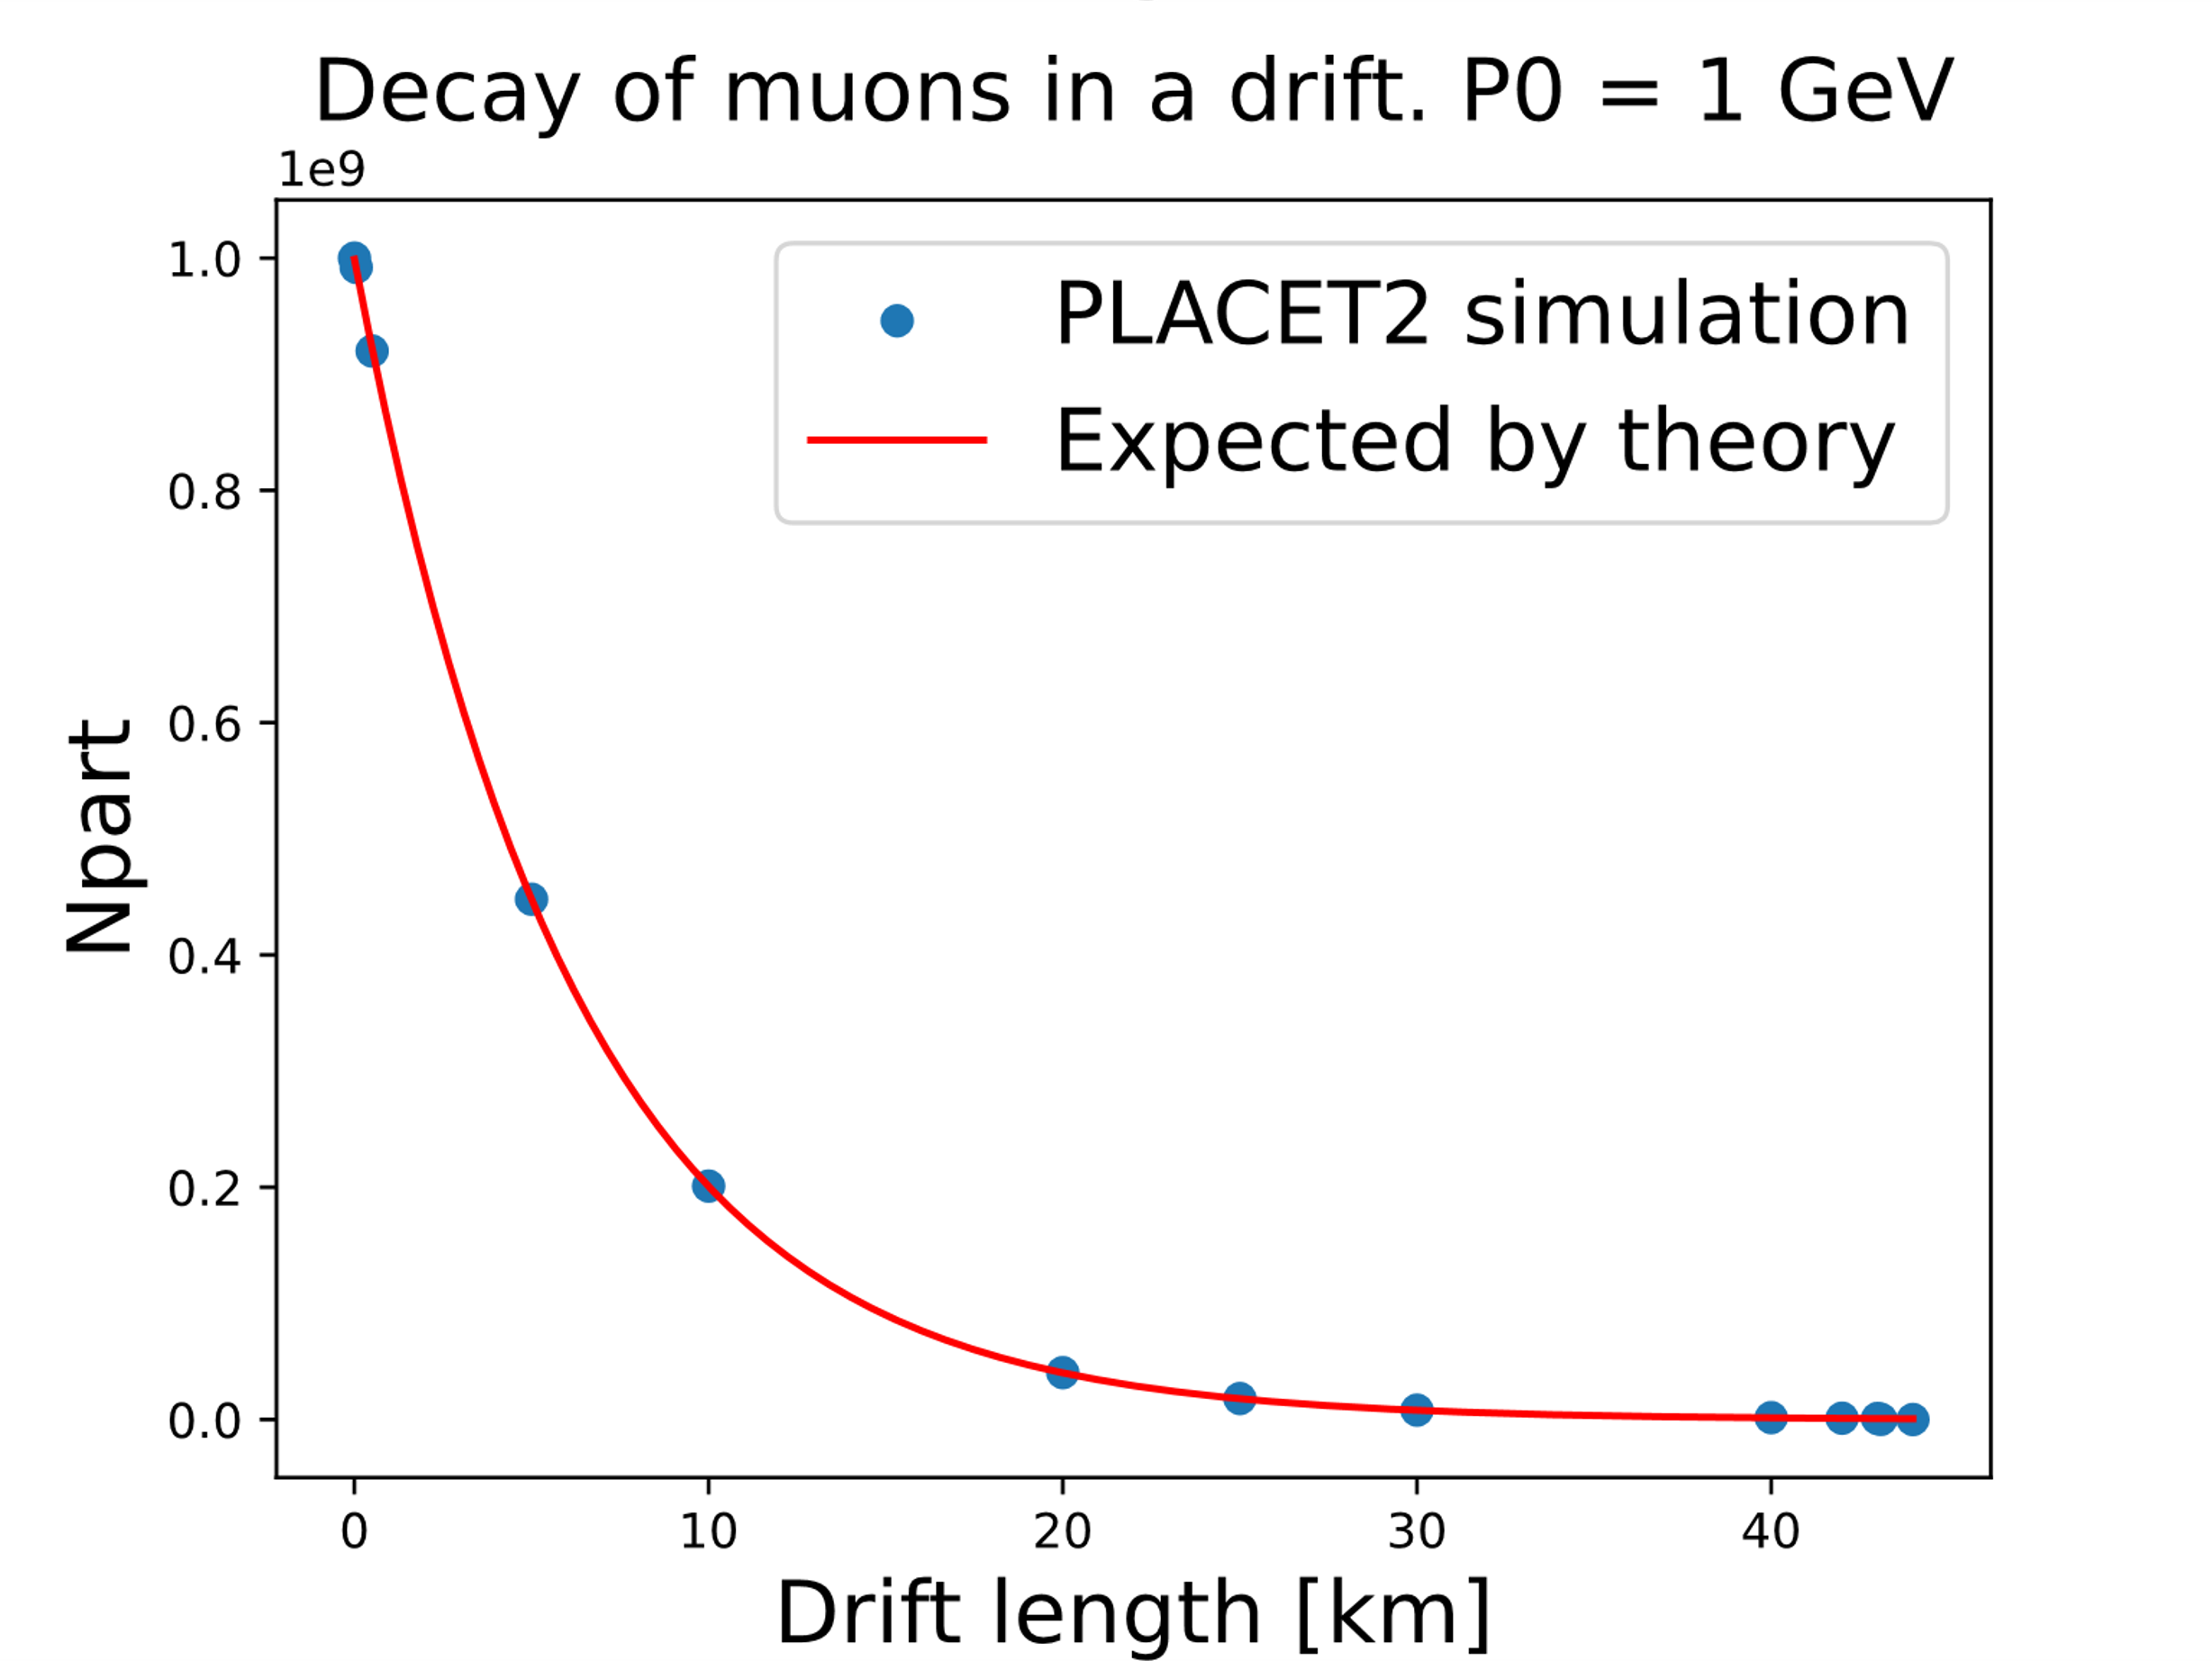 Decay of muons in a drift. P0 = 1 GeV
1e9
PLACET2 simulation
Expected by theory
1.0
0.8
0.6
0.4
0.2
0.0
Npart
0 10 20 30 40
Drift length [km]